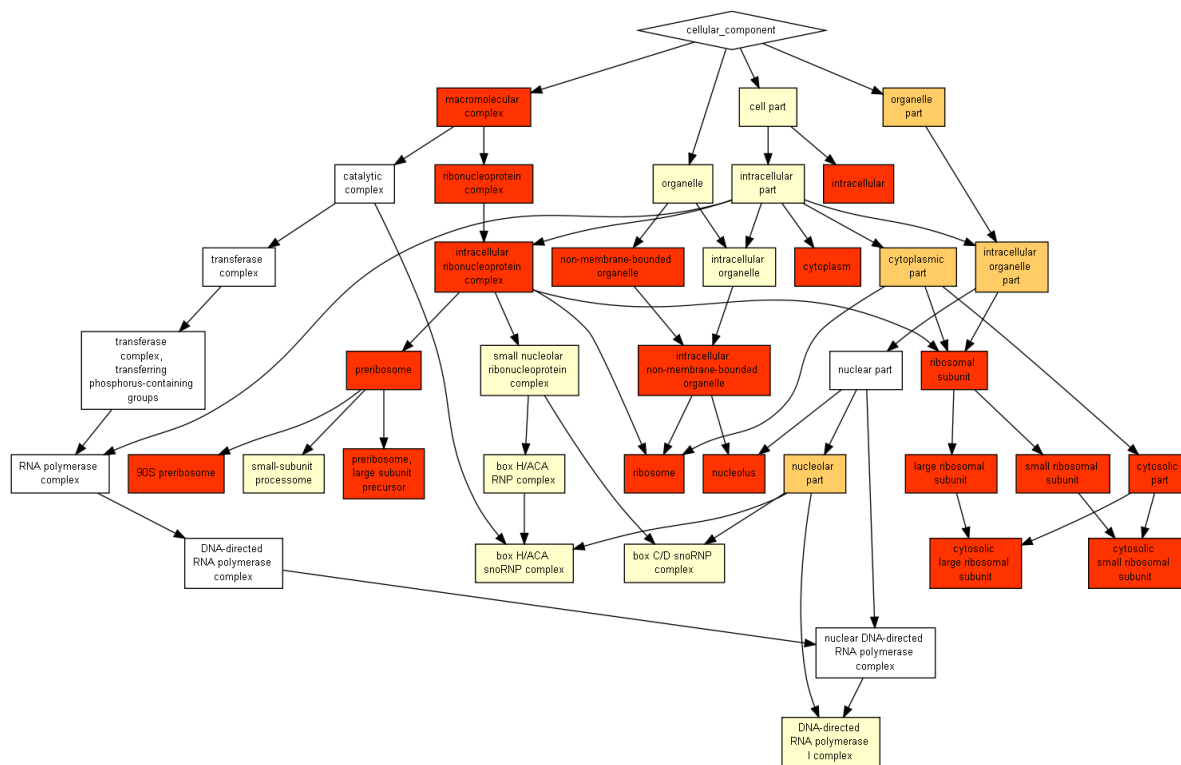 cellular_component
macromolecular
complex
cell part
organelle
part
catalytic
complex
ribonucleoprotein
complex
organelle
intracellular
part
intracellular
transferase
complex
intracellular
ribonucleoprotein
complex
non-membrane-bounded
organelle
intracellular
organelle
cytoplasm
cytoplasmic
part
intracellular
organelle
part
transferase
complex,
transferring
phosphorus-containing
groups
preribosome
small nucleolar
ribonucleoprotein
complex
intracellular
non-membrane-bounded
organelle
nuclear part
ribosomal
subunit
RNA polymerase
complex
90S preribosome
small-subunit
processome
preribosome,
large subunit
precursor
box H/ACA
RNP complex
ribosome
nucleolus
nucleolar
part
large ribosomal
subunit
small ribosomal
subunit
cytosolic
part
DNA-directed
RNA polymerase
complex
box H/ACA
snoRNP complex
box C/D snoRNP
complex
cytosolic
large ribosomal
subunit
cytosolic
small ribosomal
subunit
nuclear DNA-directed
RNA polymerase
complex
DNA-directed
RNA polymerase
I complex